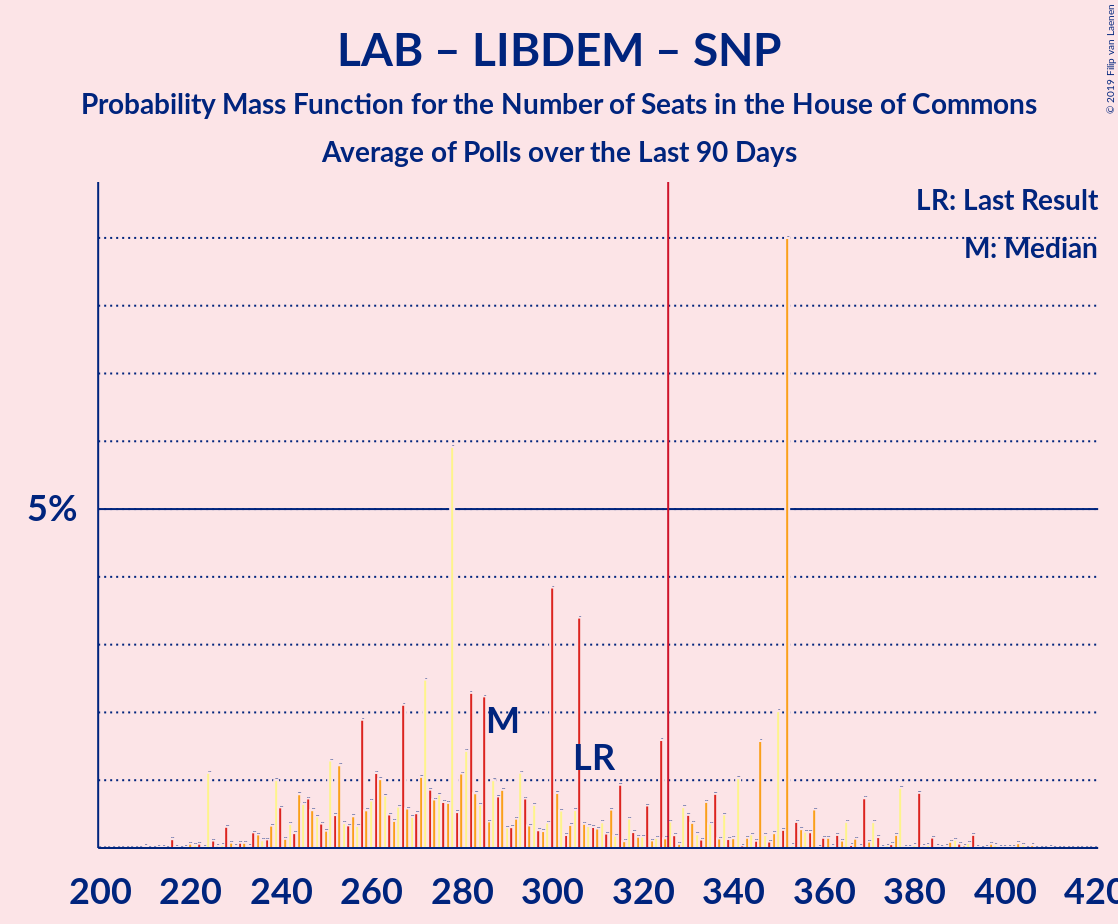 LAB – LIBDEM – SNP
Probability Mass Function for the Number of Seats in the House of Commons
Average of Polls over the Last 90 Days
© 2019 Filip van Laenen
LR: Last Result
M: Median
5%
M
LR
200 220 240 260 280 300 320 340 360 380 400 420